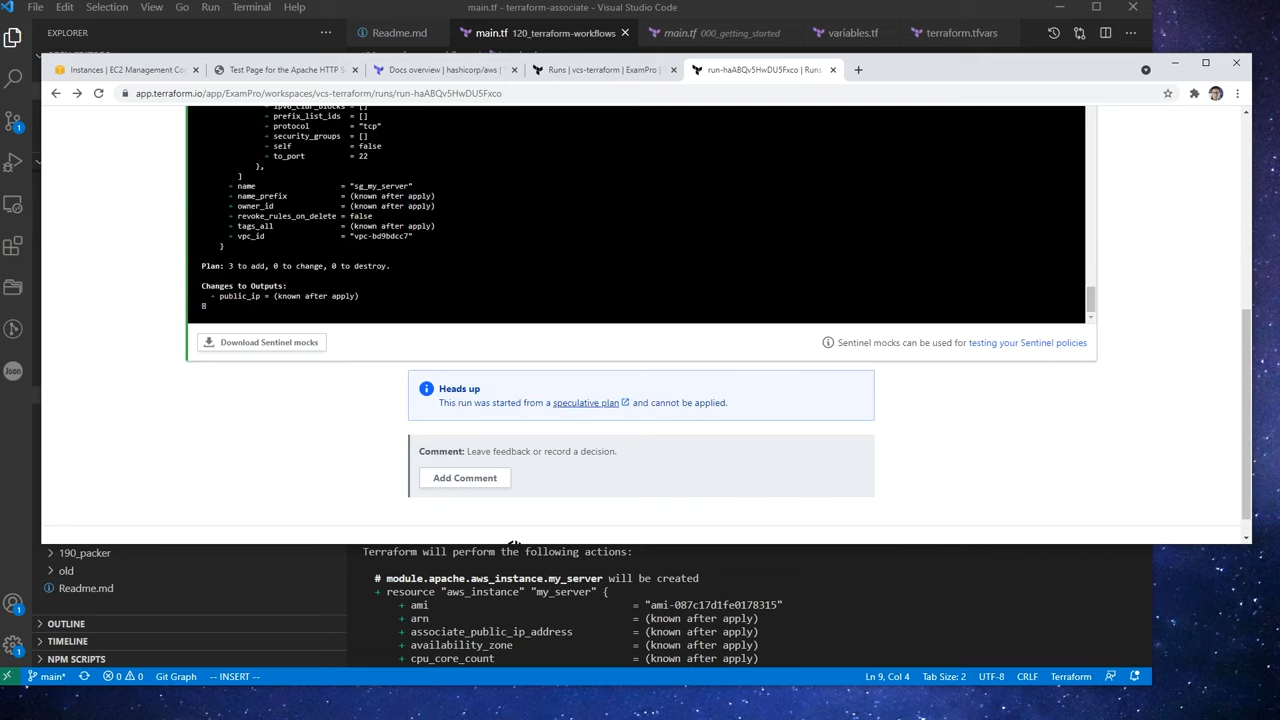 File Edit Selection View Go Run Terminal Help
main.tf - terraform-associate - Visual Studio Code
EXPLORER
Readme.md
main.tf 120_terraform-workflows
main.tf 000_getting_started
variables.tf
terraform.tfvars
Instances | EC2 Management Co
Test Page for the Apache HTTP S
Docs overview | hashicorp/aws |
Runs | vcs-terraform | ExamPro |
run-haABQv5HwDU5Fxco | Runs
app.terraform.io/app/ExamPro/workspaces/vcs-terraform/runs/run-haABQv5HwDU5Fxco
+ ipv6_cidr_blocks = []
+ prefix_list_ids = []
+ protocol = "tcp"
+ security_groups = []
+ self = false
+ to_port = 22
},
]
+ name = "sg_my_server"
+ name_prefix = (known after apply)
+ owner_id = (known after apply)
+ revoke_rules_on_delete = false
+ tags_all = (known after apply)
+ vpc_id = "vpc-bd9bdcc7"
}
Plan: 3 to add, 0 to change, 0 to destroy.
Changes to Outputs:
+ public_ip = (known after apply)
Download Sentinel mocks
Sentinel mocks can be used for testing your Sentinel policies
Heads up
This run was started from a speculative plan and cannot be applied.
Comment: Leave feedback or record a decision.
Add Comment
190_packer
old
Readme.md
OUTLINE
TIMELINE
NPM SCRIPTS
Terraform will perform the following actions:
# module.apache.aws_instance.my_server will be created
+ resource "aws_instance" "my_server" {
+ ami = "ami-087c17d1fe0178315"
+ arn = (known after apply)
+ associate_public_ip_address = (known after apply)
+ availability_zone = (known after apply)
+ cpu_core_count = (known after apply)
1
1
1
Json
main* 0 0 Git Graph -- INSERT --
Ln 9, Col 4 Tab Size: 2 UTF-8 CRLF Terraform